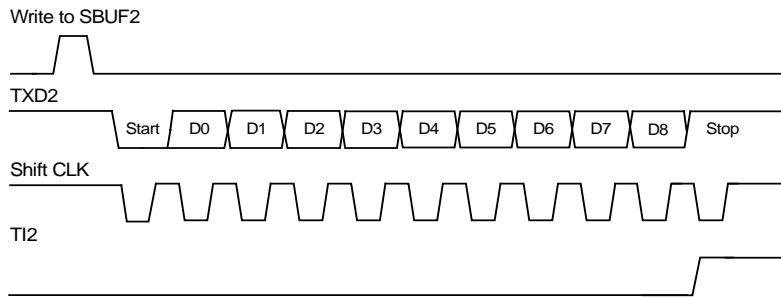 Write to SBUF2
TXD2
Start D0 D1 D2 D3 D4 D5 D6 D7 D8 Stop
Shift CLK
TI2